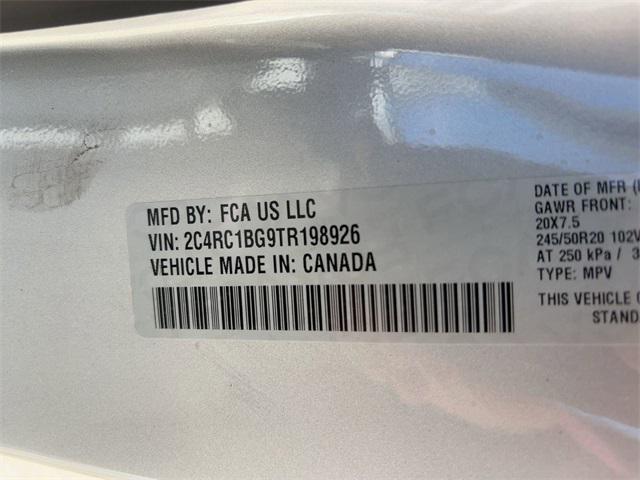 MFD BY: FCA US LLC
VIN: 2C4RC1BG9TR198926
VEHICLE MADE IN: CANADA
DATE OF MFR
GAWR FRONT:
20X7.5
245/50R20 102V
AT 250 kPa / 3
TYPE: MPV
THIS VEHICLE
STAND